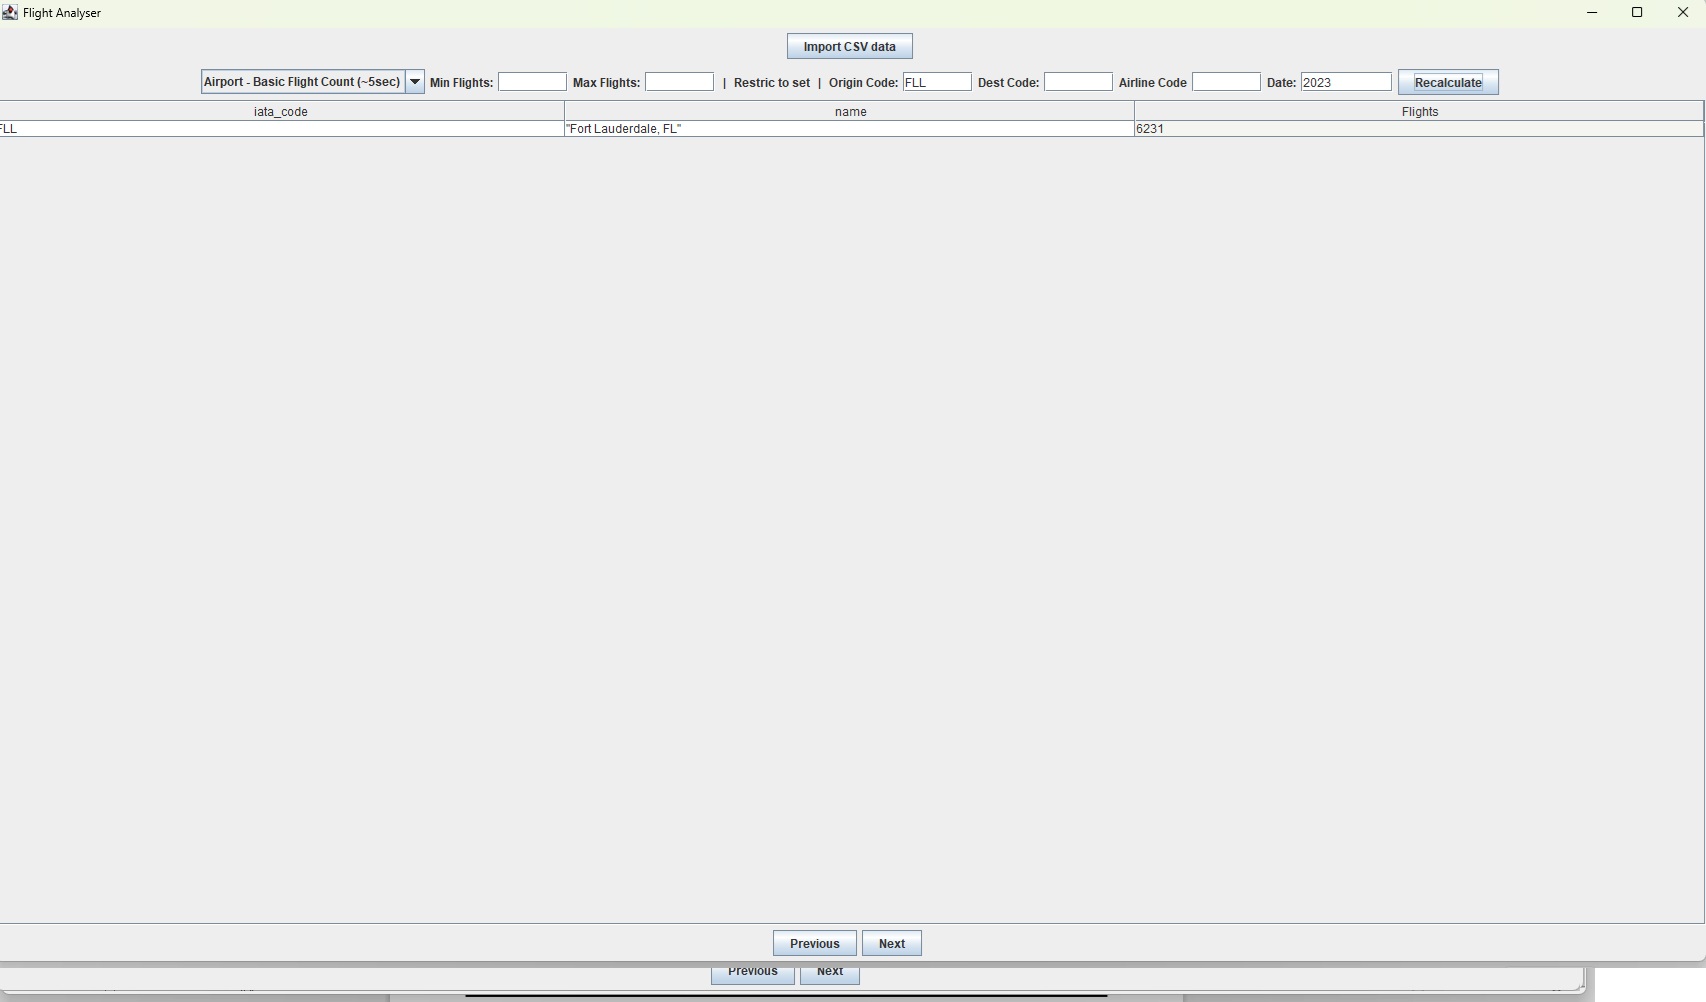 Flight Analyser
Import CSV data
Airport - Basic Flight Count (~5sec) Min Flights: Max Flights: | Restric to set | Origin Code: FLL Dest Code: Airline Code Date: 2023 Recalculate
iata_code name Flights
FLL "Fort Lauderdale, FL" 6231
Previous Next
Previous Next